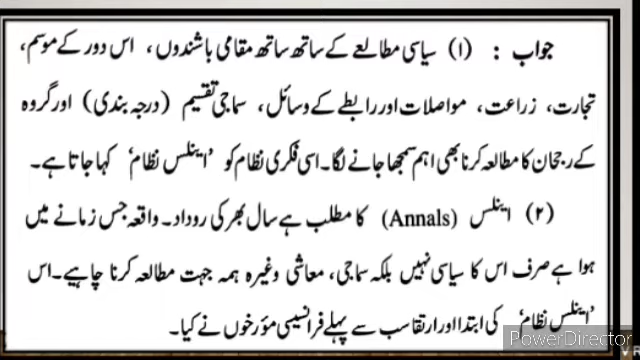 جواب : (۱) سیاسی مطالعے کے ساتھ ساتھ مقامی باشندوں، اس دور کے موسم،
تجارت، زراعت، مواصلات اور رابطے کے وسائل، سماجی تقسیم (درجہ بندی) اور گروہ
کے رجحان کا مطالعہ کرنا بھی اہم سمجھا جانے لگا۔ اسی فکری نظام کو ’اینلس نظام‘ کہا جاتا ہے۔
(۲) اینلس (Annals) کا مطلب ہے سال بھر کی روداد۔ واقعہ جس زمانے میں
ہوا ہے صرف اس کا سیاسی نہیں بلکہ سماجی، معاشی وغیرہ ہمہ جہت مطالعہ کرنا چاہیے۔ اس
’اینلس نظام‘ کی ابتدا اور ارتقا سب سے پہلے فرانسیسی مؤرخوں نے کیا۔
PowerDirector